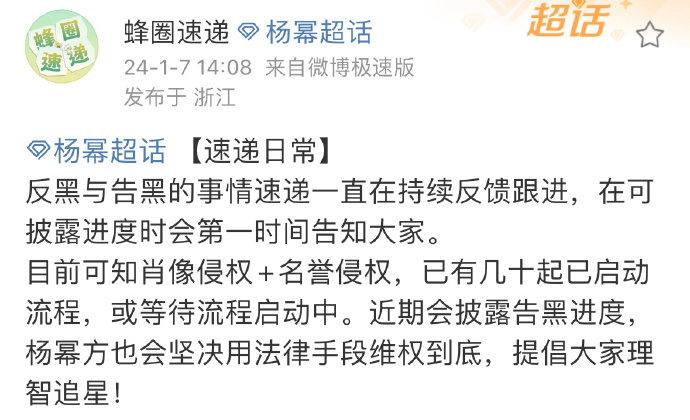 蜂圈速递
蜂圈速递 杨幂超话
超话
24-1-7 14:08 来自微博极速版
发布于 浙江
杨幂超话 【速递日常】
反黑与告黑的事情速递一直在持续反馈跟进，在可
披露进度时会第一时间告知大家。
目前可知肖像侵权+名誉侵权，已有几十起已启动
流程，或等待流程启动中。近期会披露告黑进度，
杨幂方也会坚决用法律手段维权到底，提倡大家理
智追星！